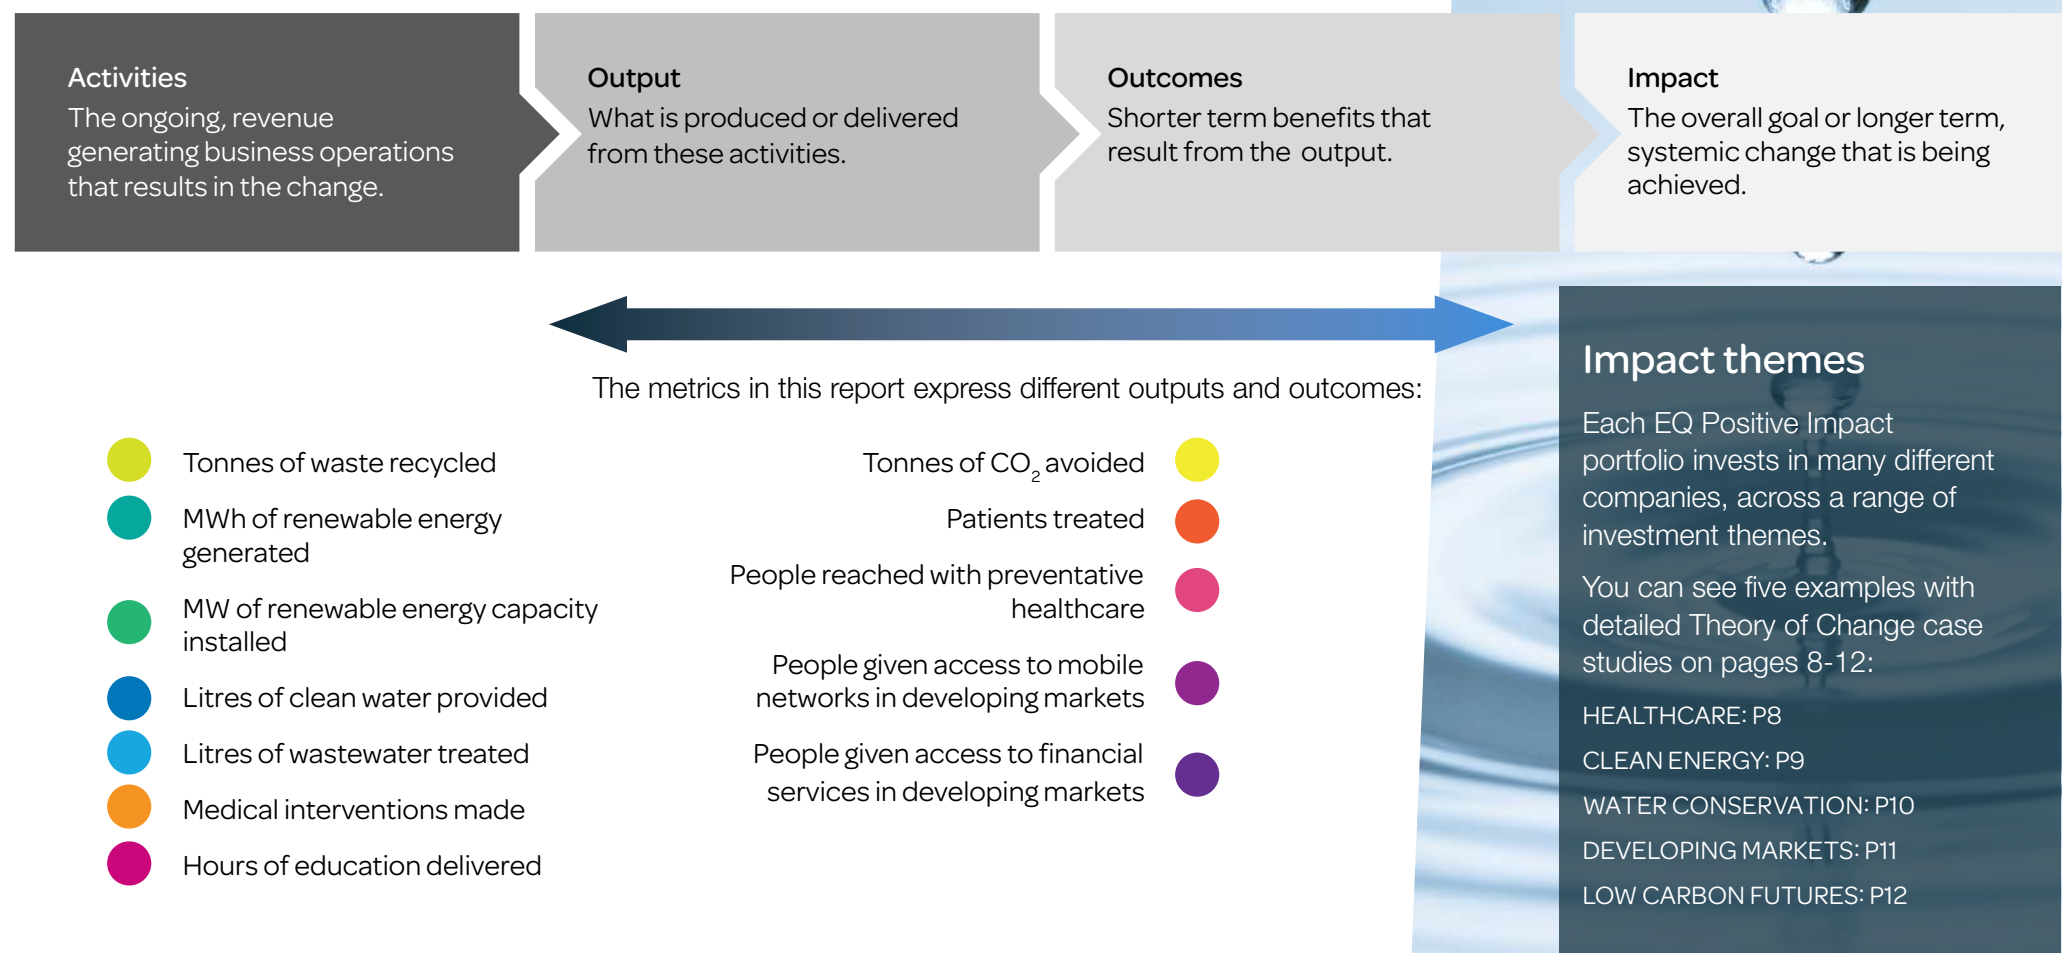 Activities
The ongoing, revenue
generating business operations
that results in the change.
Output
What is produced or delivered
from these activities.
Outcomes
Shorter term benefits that
result from the output.
Impact
The overall goal or longer term,
systemic change that is being
achieved.
The metrics in this report express different outputs and outcomes:
Tonnes of waste recycled
MWh of renewable energy
generated
MW of renewable energy capacity
installed
Litres of clean water provided
Litres of wastewater treated
Medical interventions made
Hours of education delivered
Tonnes of CO₂ avoided
Patients treated
People reached with preventative
healthcare
People given access to mobile
networks in developing markets
People given access to financial
services in developing markets
Impact themes
Each EQ Positive Impact
portfolio invests in many different
companies, across a range of
investment themes.
You can see five examples with
detailed Theory of Change case
studies on pages 8-12:
HEALTHCARE: P8
CLEAN ENERGY: P9
WATER CONSERVATION: P10
DEVELOPING MARKETS: P11
LOW CARBON FUTURES: P12